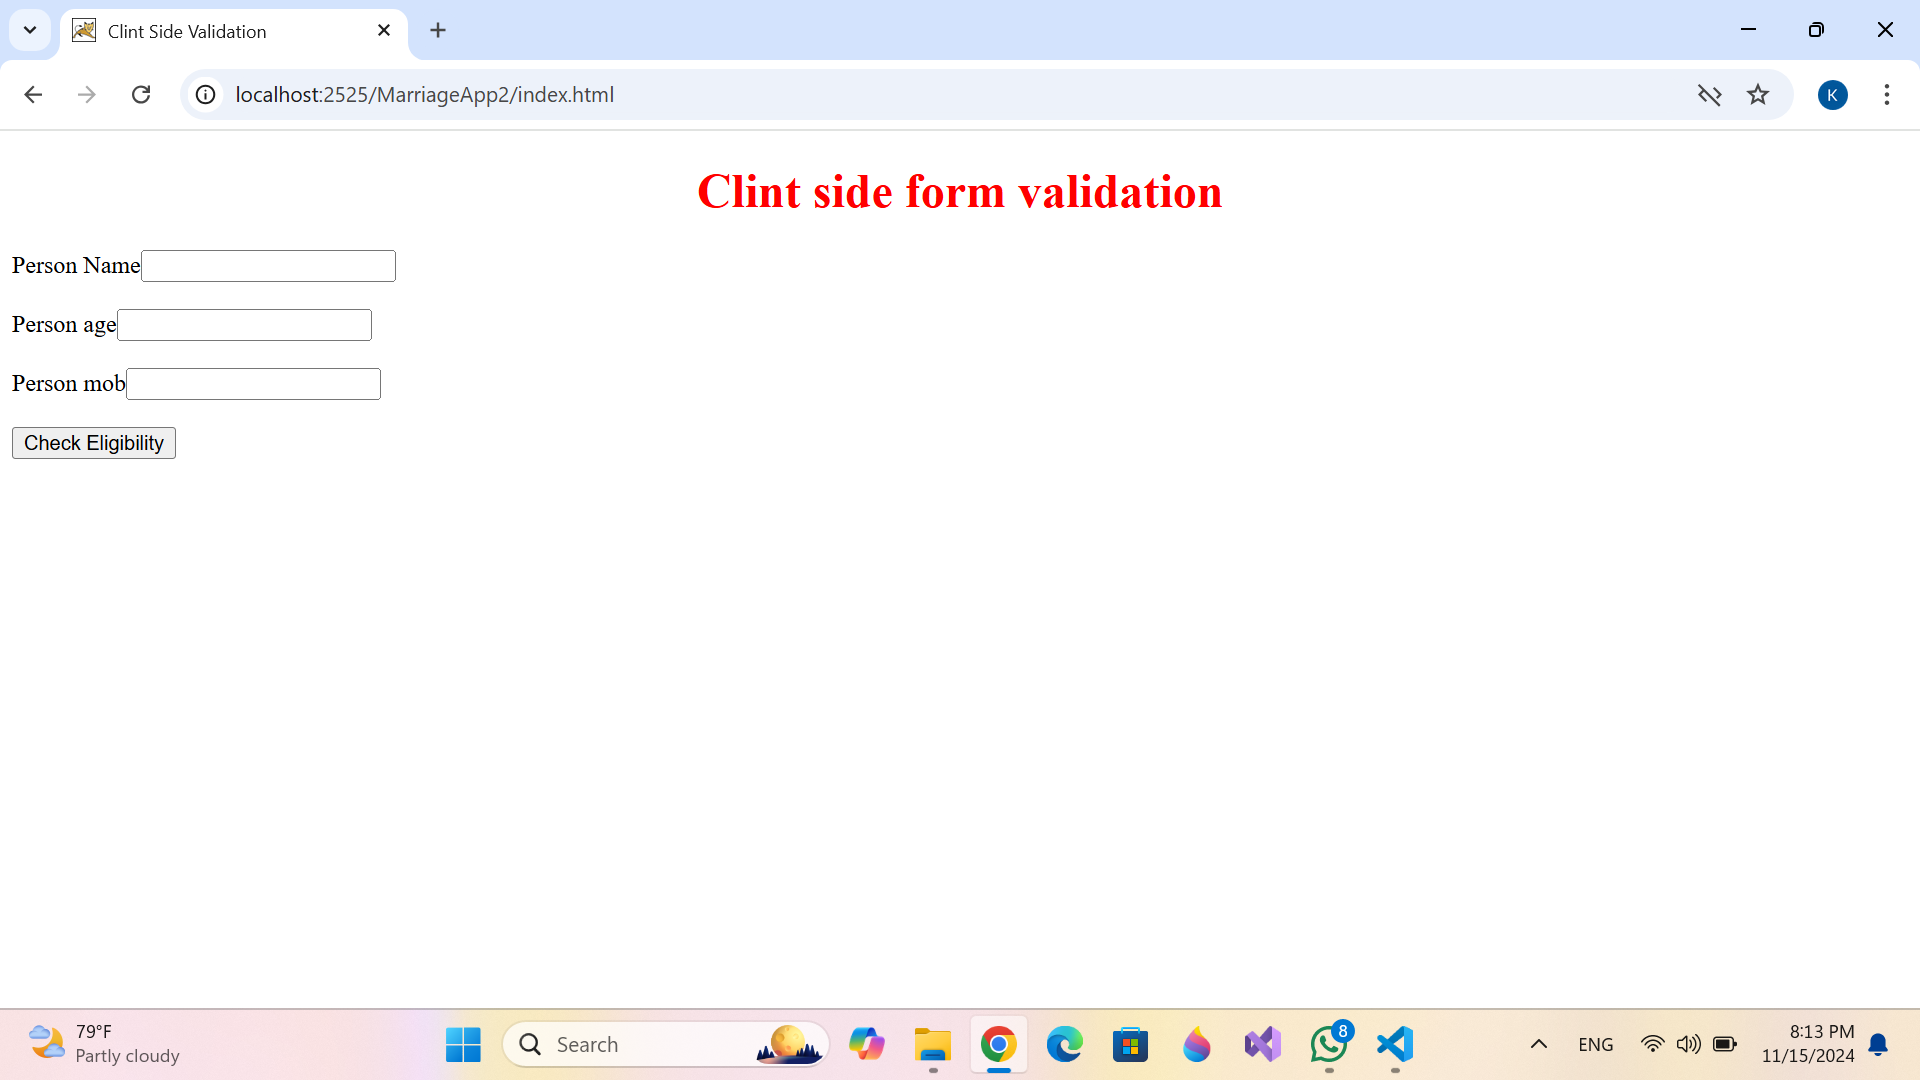 Clint Side Validation
localhost:2525/MarriageApp2/index.html
K
Clint side form validation
Person Name
Person age
Person mob
Check Eligibility
79°F
Partly cloudy
Search
8
ENG
8:13 PM
11/15/2024